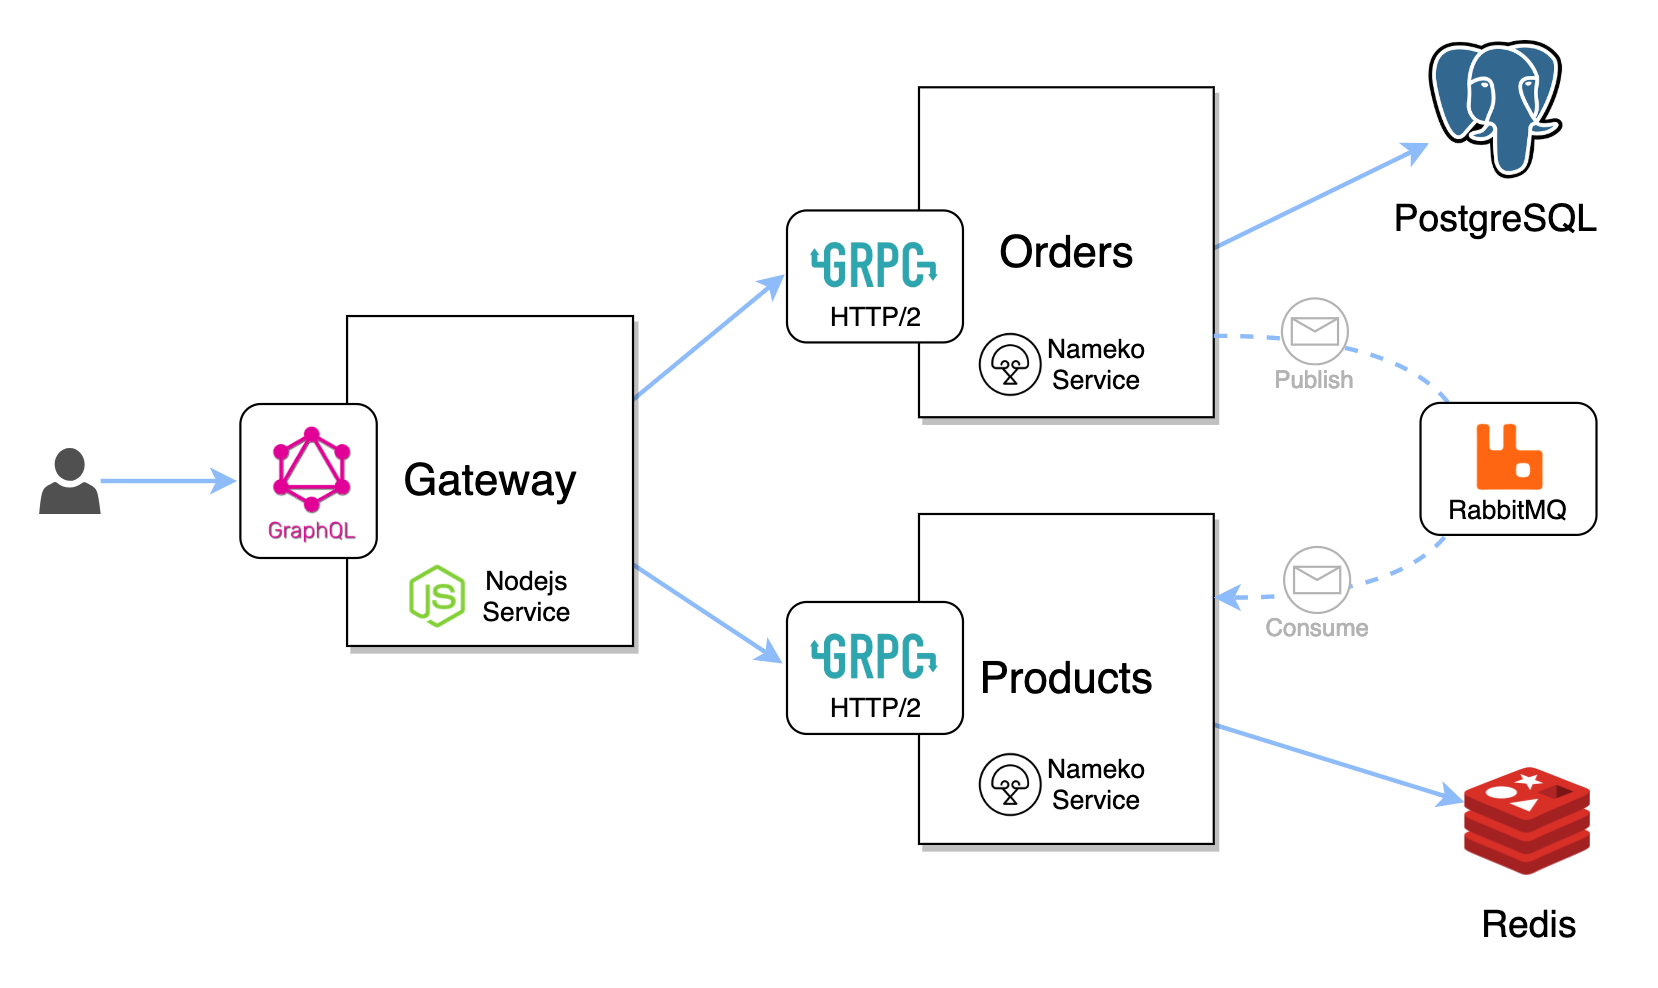 GraphQL
Gateway
JS
Nodejs
Service
GRPC
HTTP/2
Orders
Nameko
Service
PostgreSQL
Publish
RabbitMQ
Consume
GRPC
HTTP/2
Products
Nameko
Service
Redis